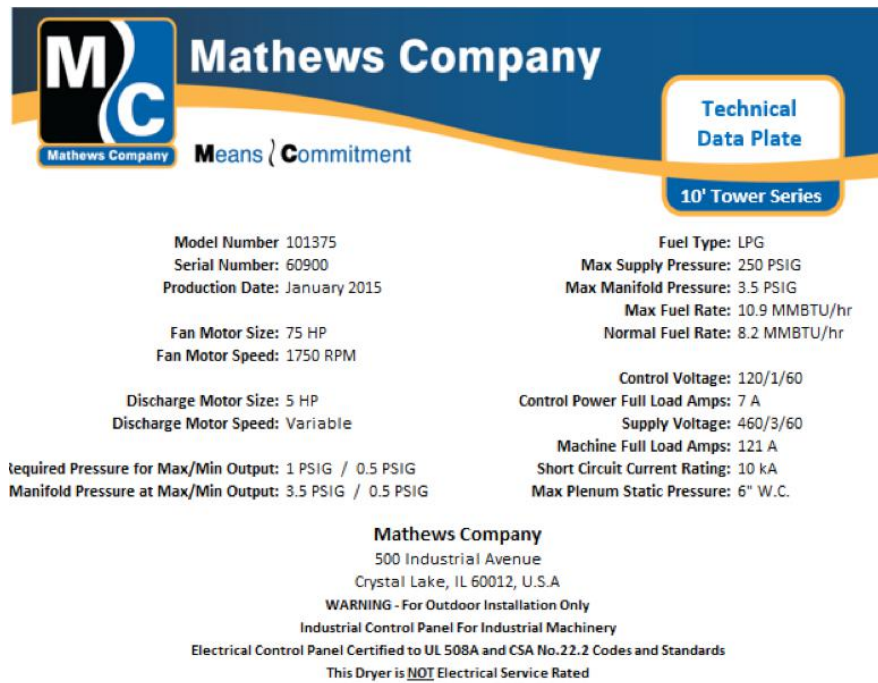 MC
Mathews Company
Mathews Company
Means Commitment
Technical
Data Plate
10' Tower Series
Model Number 101375
Serial Number: 60900
Production Date: January 2015
Fan Motor Size: 75 HP
Fan Motor Speed: 1750 RPM
Discharge Motor Size: 5 HP
Discharge Motor Speed: Variable
Required Pressure for Max/Min Output: 1 PSIG / 0.5 PSIG
Manifold Pressure at Max/Min Output: 3.5 PSIG / 0.5 PSIG
Fuel Type: LPG
Max Supply Pressure: 250 PSIG
Max Manifold Pressure: 3.5 PSIG
Max Fuel Rate: 10.9 MMBTU/hr
Normal Fuel Rate: 8.2 MMBTU/hr
Control Voltage: 120/1/60
Control Power Full Load Amps: 7 A
Supply Voltage: 460/3/60
Machine Full Load Amps: 121 A
Short Circuit Current Rating: 10 kA
Max Plenum Static Pressure: 6" W.C.
Mathews Company
500 Industrial Avenue
Crystal Lake, IL 60012, U.S.A
WARNING - For Outdoor Installation Only
Industrial Control Panel For Industrial Machinery
Electrical Control Panel Certified to UL 508A and CSA No.22.2 Codes and Standards
This Dryer is NOT Electrical Service Rated